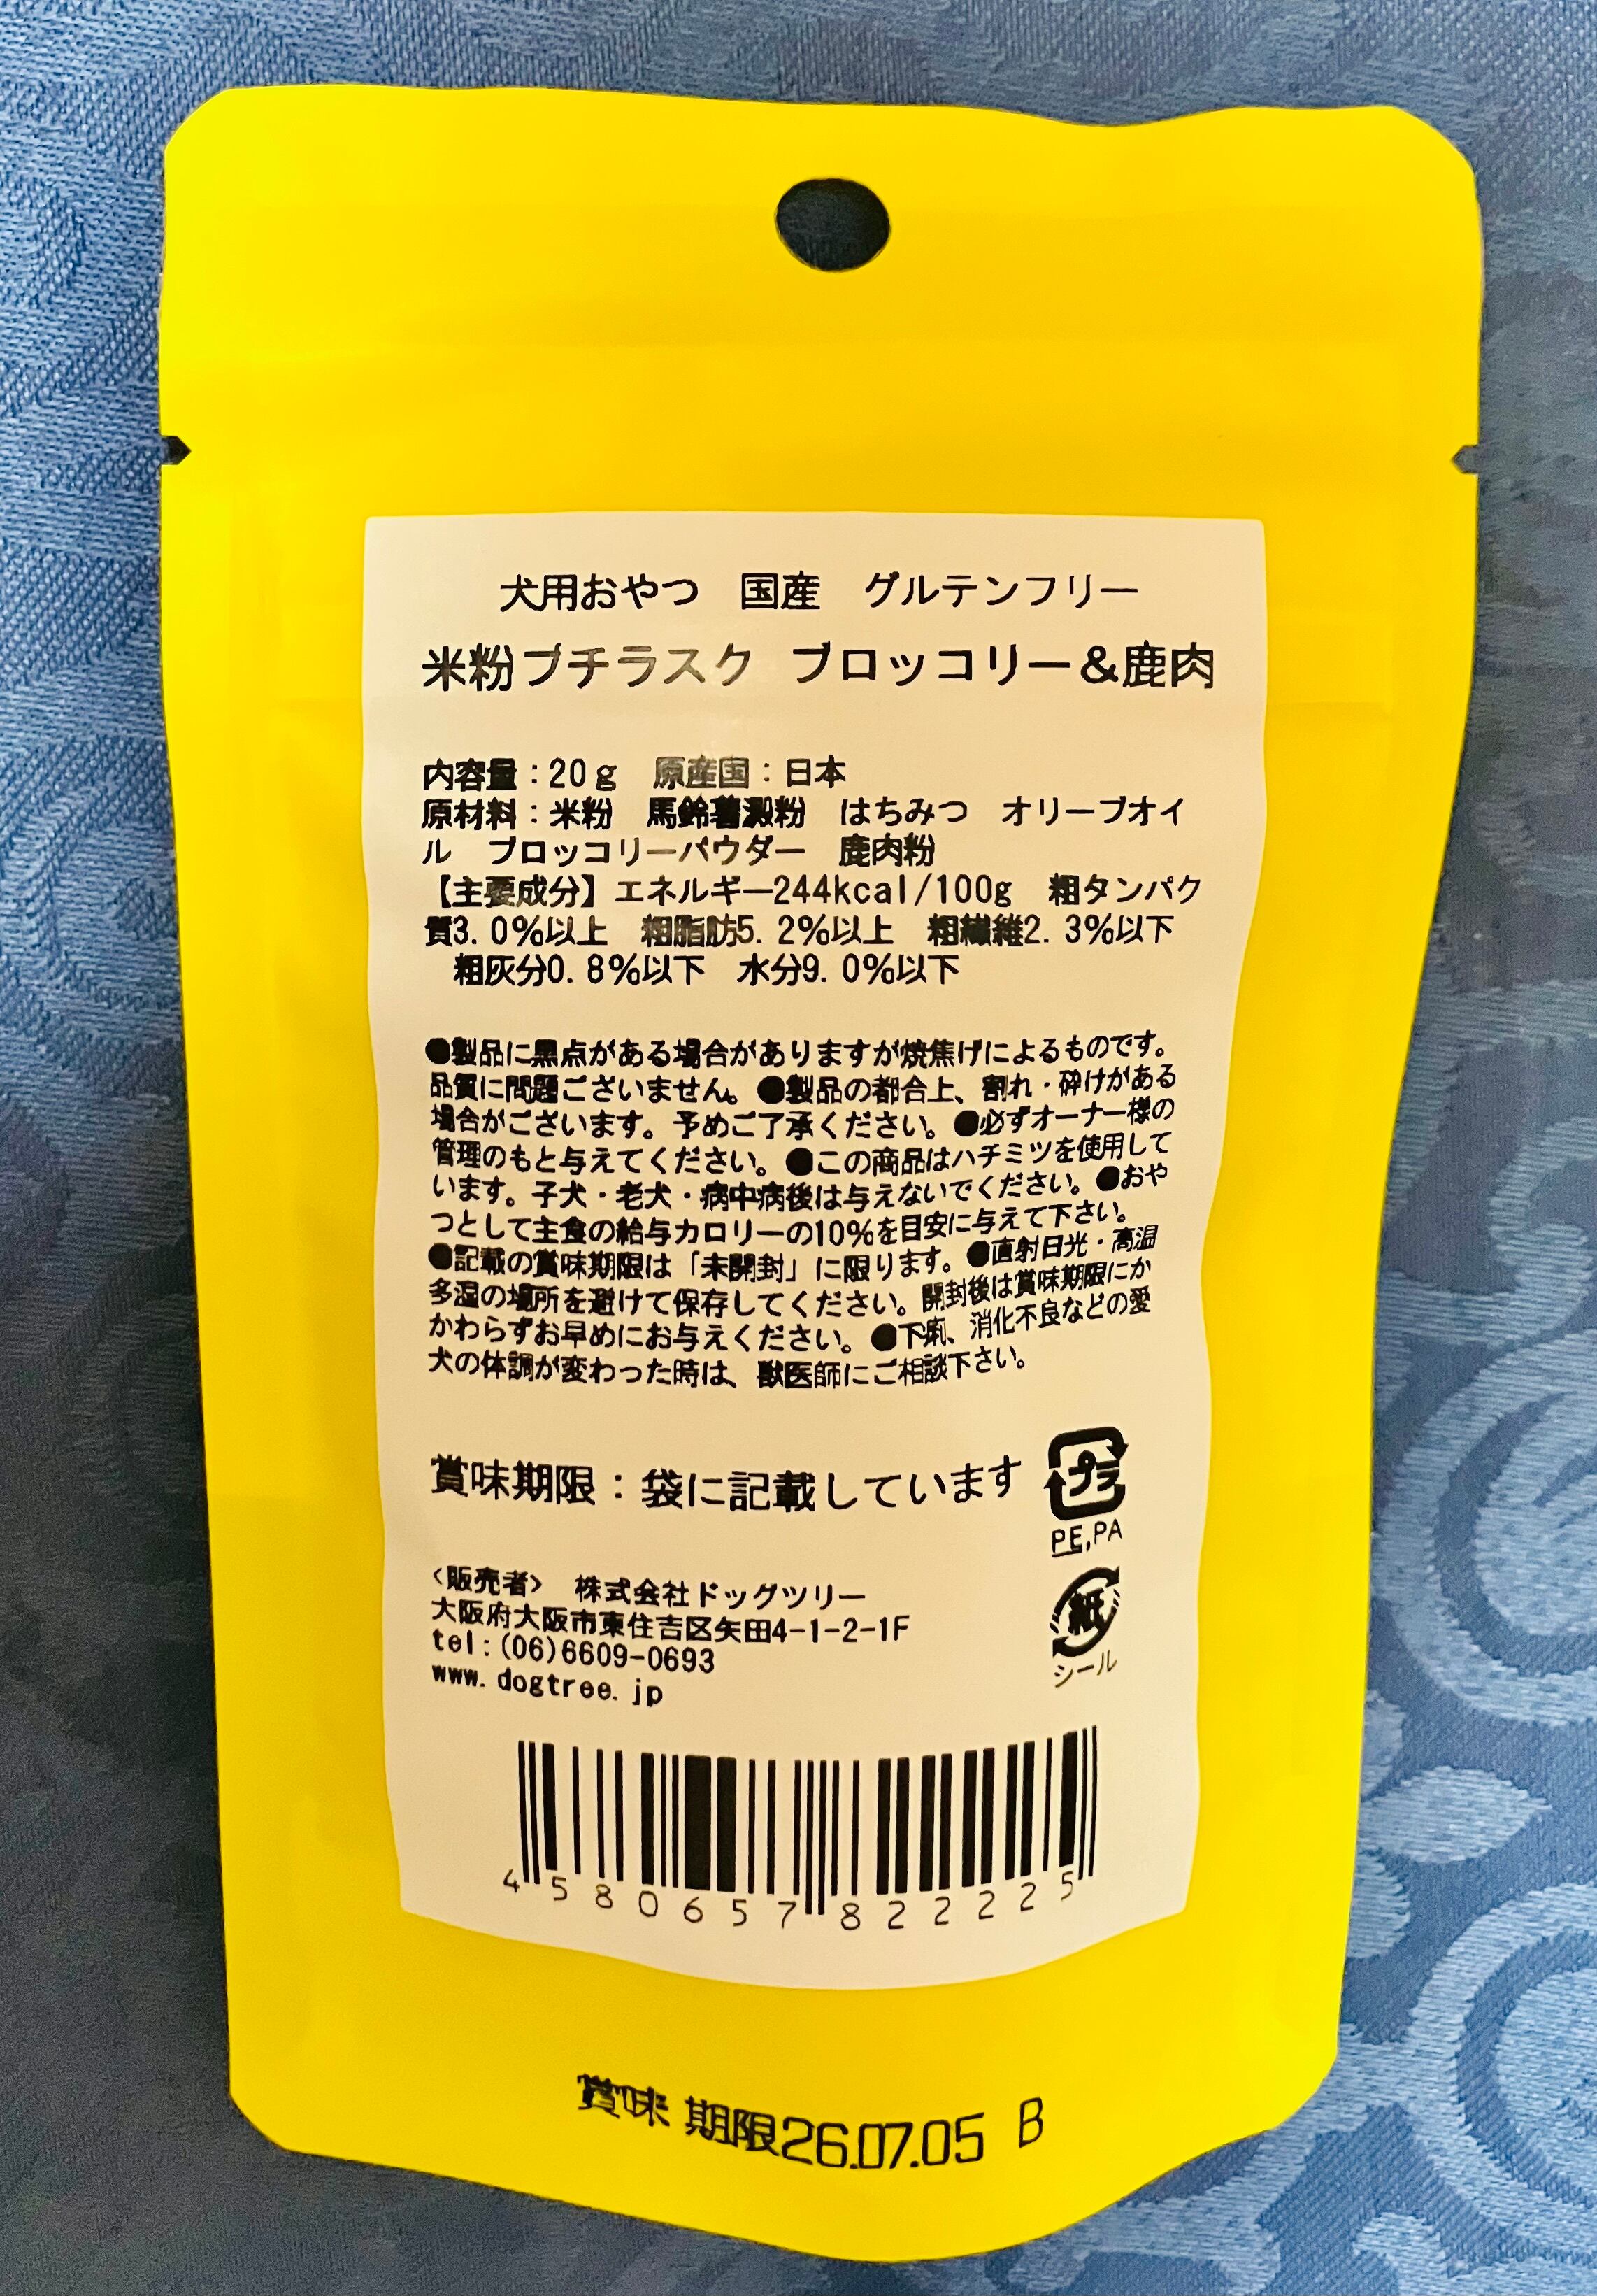 犬用おやつ　国産　グルテンフリー
米粉プチラスク　ブロッコリー＆鹿肉
内容量：20ｇ　原産国：日本
原材料：米粉　馬鈴薯澱粉　はちみつ　オリーブオイ
ル　ブロッコリーパウダー　鹿肉粉
【主要成分】エネルギー244kcal/100g　粗タンパク
質3.0％以上　粗脂肪5.2％以上　粗繊維2.3％以下
粗灰分0.8％以下　水分9.0％以下
●製品に黒点がある場合がありますが焼焦げによるものです。
品質に問題ございません。●製品の都合上、割れ・砕けがある
場合がございます。予めご了承ください。●必ずオーナー様の
管理のもと与えてください。●この商品はハチミツを使用して
います。子犬・老犬・病中病後は与えないでください。●おや
つとして主食の給与カロリーの10％を目安に与えて下さい。
●記載の賞味期限は「未開封」に限ります。●直射日光・高温
多湿の場所を避けて保存してください。開封後は賞味期限にか
かわらずお早めにお与えください。●下痢、消化不良などの愛
犬の体調が変わった時は、獣医師にご相談下さい。
賞味期限：袋に記載しています
プラ
PE,PA
紙
シール
<販売者>　株式会社ドッグツリー
大阪府大阪市東住吉区矢田4-1-2-1F
tel:(06)6609-0693
www.dogtree.jp
4580657822225
賞味期限26.07.05 B